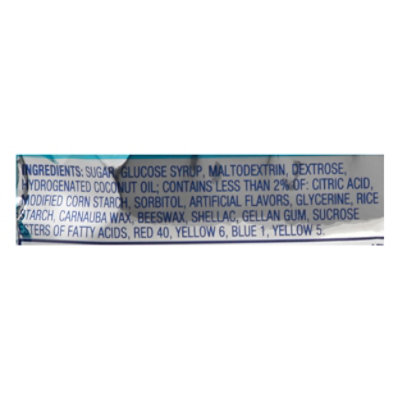 INGREDIENTS: SUGAR, GLUCOSE SYRUP, MALTODEXTRIN, DEXTROSE,
HYDROGENATED COCONUT OIL; CONTAINS LESS THAN 2% OF: CITRIC ACID,
MODIFIED CORN STARCH, SORBITOL, ARTIFICIAL FLAVORS, GLYCERINE, RICE
STARCH, CARNAUBA WAX, BEESWAX, SHELLAC, GELLAN GUM, SUCROSE
STERS OF FATTY ACIDS, RED 40, YELLOW 6, BLUE 1, YELLOW 5.